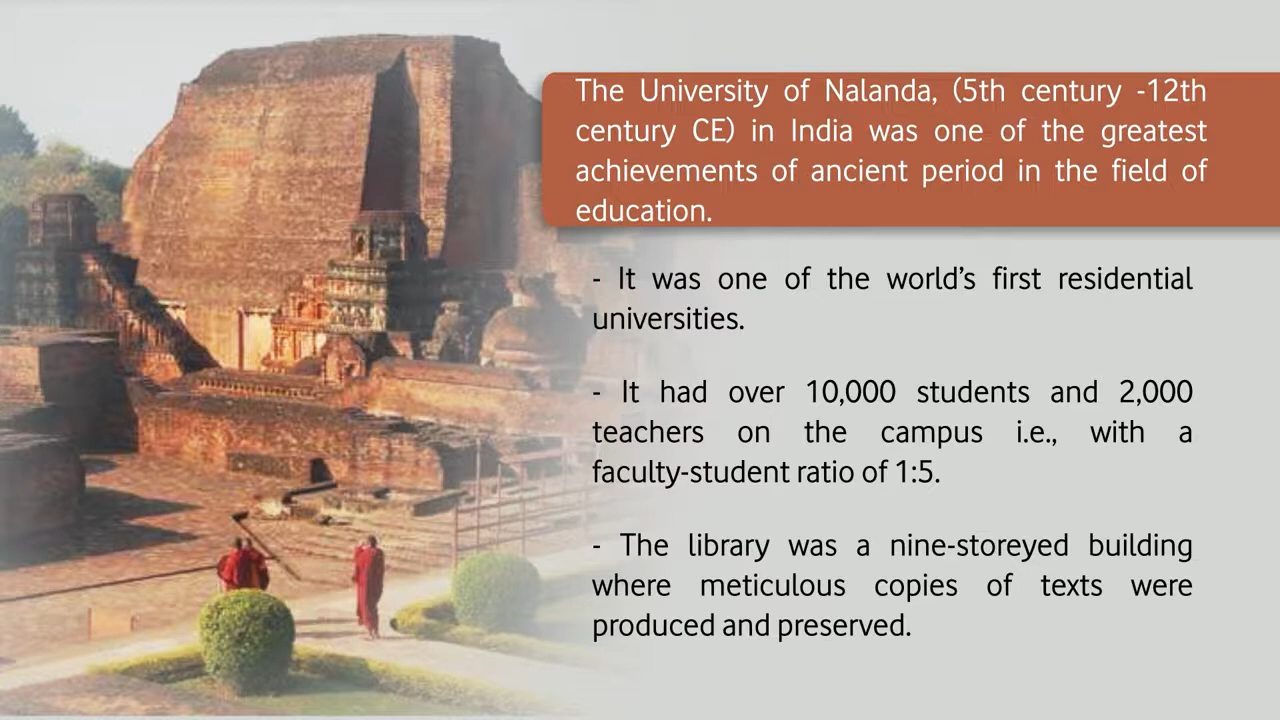 The University of Nalanda, (5th century -12th
century CE) in India was one of the greatest
achievements of ancient period in the field of
education.
- It was one of the world’s first residential
universities.
- It had over 10,000 students and 2,000
teachers on the campus i.e., with a
faculty-student ratio of 1:5.
- The library was a nine-storeyed building
where meticulous copies of texts were
produced and preserved.